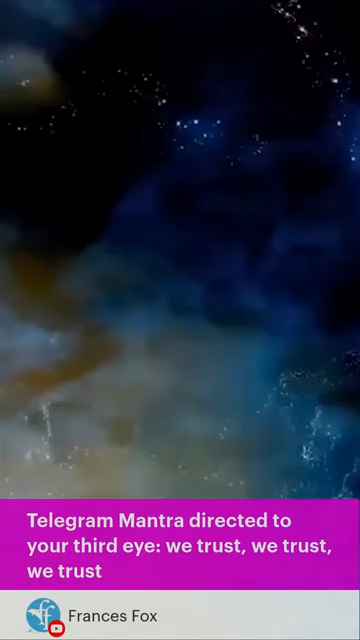 Telegram Mantra directed to
your third eye: we trust, we trust,
we trust
Frances Fox